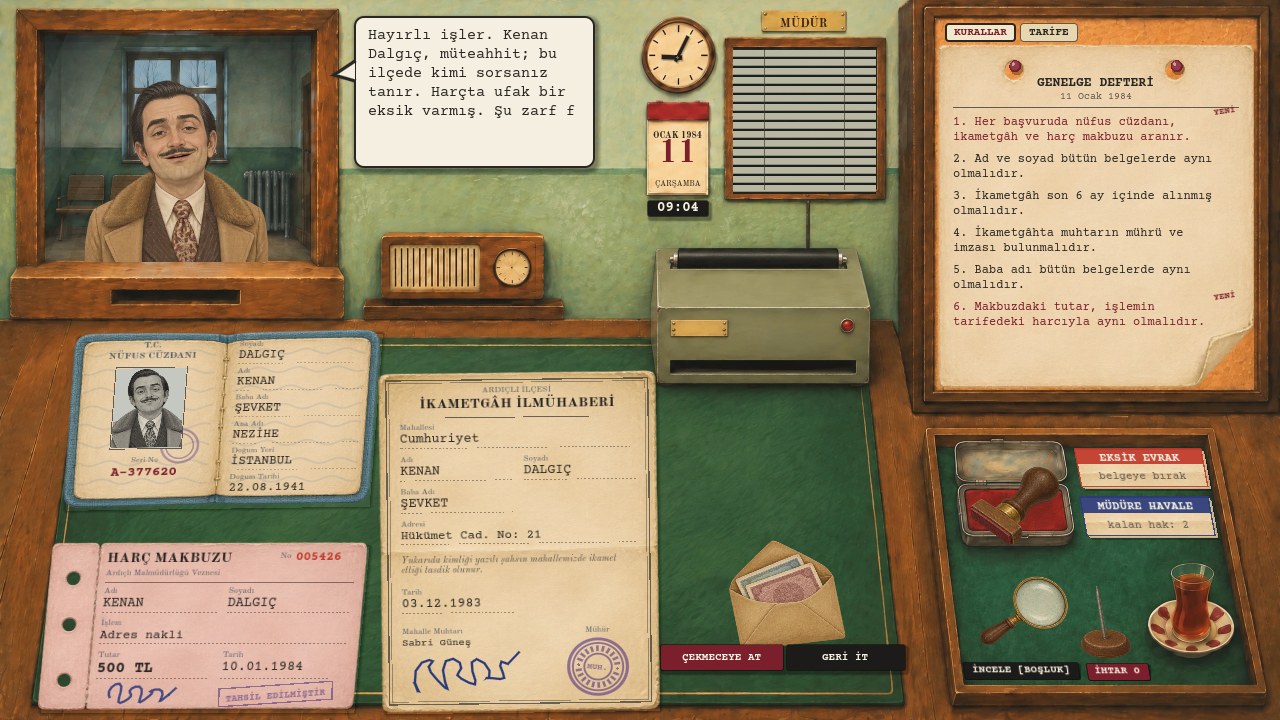 Hayırlı işler. Kenan
Dalgıç, müteahhit; bu
ilçede kimi sorsanız
tanır. Harçta ufak bir
eksik varmış. Şu zarf f
MÜDÜR
OCAK 1984
11
ÇARŞAMBA
09:04
KURALLAR
TARİFE
GENELGE DEFTERİ
11 Ocak 1984
YENİ
1. Her başvuruda nüfus cüzdanı,
ikametgâh ve harç makbuzu aranır.
2. Ad ve soyad bütün belgelerde aynı
olmalıdır.
3. İkametgâh son 6 ay içinde alınmış
olmalıdır.
4. İkametgâhta muhtarın mührü ve
imzası bulunmalıdır.
5. Baba adı bütün belgelerde aynı
olmalıdır.
YENİ
6. Makbuzdaki tutar, işlemin
tarifedeki harcıyla aynı olmalıdır.
T.C.
NÜFUS CÜZDANI
Seri No
A-377620
Soyadı
DALGIÇ
Adı
KENAN
Baba Adı
ŞEVKET
Ana Adı
NEZİHE
Doğum Yeri
İSTANBUL
Doğum Tarihi
22.08.1941
ARDIÇLI İLÇESİ
İKAMETGÂH İLMÜHABERİ
Mahallesi
Cumhuriyet
Adı
Soyadı
KENAN
DALGIÇ
Baba Adı
ŞEVKET
Adresi
Hükümet Cad. No: 21
Yukarıda kimliği yazılı şahsın mahallemizde ikamet
ettiği tasdik olunur.
Tarih
03.12.1983
Mahalle Muhtarı
Mühür
Sabri Güneş
MUH.
HARÇ MAKBUZU
No 005426
Ardıçlı Malmüdürlüğü Veznesi
Adı
Soyadı
KENAN
DALGIÇ
İşlem
Adres nakli
Tutar
Tarih
500 TL
10.01.1984
TAHSİL EDİLMİŞTİR
ÇEKMECEYE AT
GERİ İT
EKSİK EVRAK
belgeye bırak
MÜDÜRE HAVALE
kalan hak: 2
İNCELE [BOŞLUK]
İHTAR 0